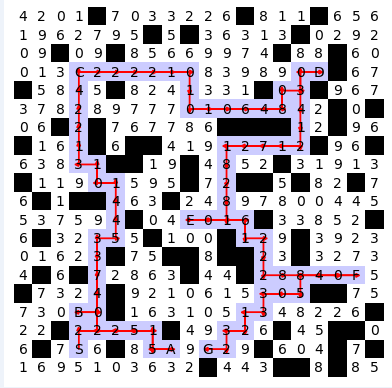 4 2 0 1 7 0 3 3 2 2 6 8 1 1 6 5 6
1 9 6 2 8 5 5 2 8 7 1 3 0 2 9 6
0 9 0 9 8 5 6 6 9 9 7 4 8 8 6 0
0 1 3 C 2 2 2 2 1 0 8 3 9 8 9 0 D 6 7
5 8 4 5 8 2 4 1 3 3 1 0 3 9 6 7
3 7 8 2 8 9 7 7 7 0 1 0 6 4 8 4 2 0
0 6 2 7 6 7 7 8 6 1 2 9 6
1 6 1 6 4 9 1 1 2 7 1 2 9 6
6 3 8 3 1 1 9 4 8 5 2 3 1 9 1 3
1 1 9 0 1 5 9 5 7 2 5 8 2 7
6 1 4 6 3 2 4 8 9 7 8 0 0 4 4 5
5 3 7 5 9 4 0 4 E 0 1 6 3 3 8 5 2
6 3 2 3 5 5 1 0 0 1 2 9 3 9 2 3
0 1 6 2 3 7 5 8 2 3 3 2 7 3
4 6 7 2 8 6 3 4 4 2 8 8 4 0 F 5
7 3 2 4 9 2 1 0 6 1 5 3 0 5 7 5
7 3 0 B 0 1 6 3 1 0 5 1 3 4 8 2 2 6
2 2 2 2 2 5 1 4 9 3 2 6 4 5 0
6 7 S 6 8 5 A 9 G 2 9 6 4 8 7 8
1 6 9 5 1 0 3 6 3 2 4 4 3 8 8 5